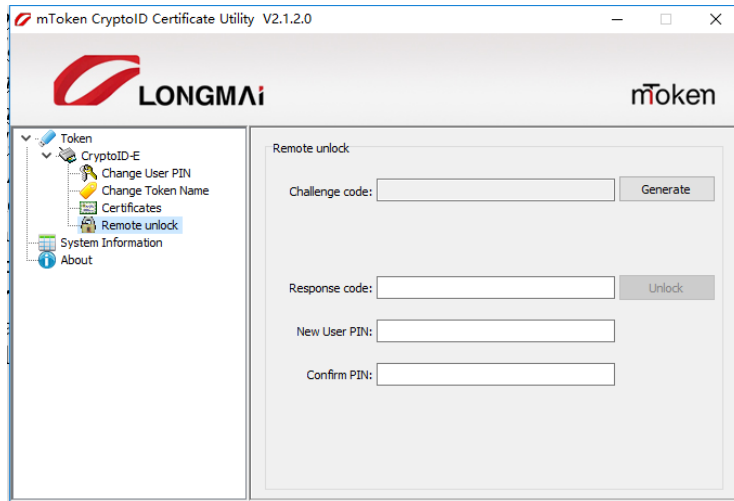 mToken CryptoID Certificate Utility V2.1.2.0
LONGMAi
mToken
Token
CryptoID-E
Change User PIN
Change Token Name
Certificates
Remote unlock
System Information
About
Remote unlock
Challenge code:
Generate
Response code:
Unlock
New User PIN:
Confirm PIN: